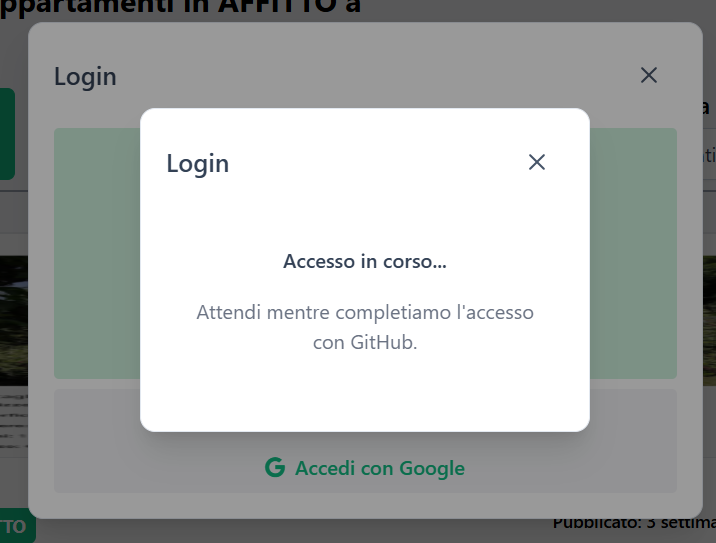 ppartamenti in AFFITTO a
Login
Login
Accesso in corso...
Attendi mentre completiamo l'accesso
con GitHub.
Accedi con Google
TTO
Pubblicato: 3 settima